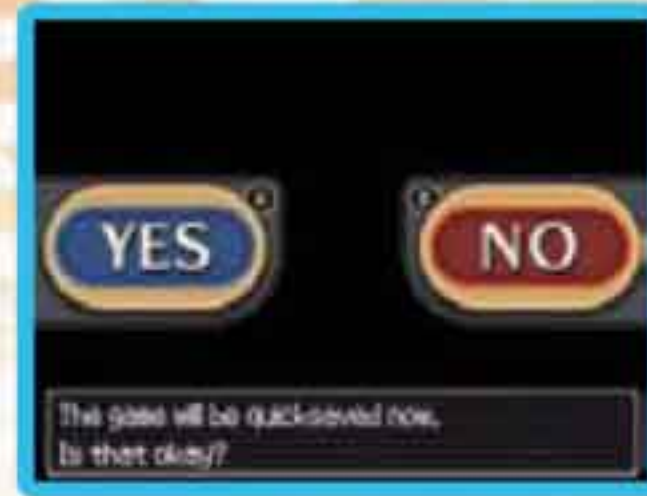 YES NO
The game will be quicksaved now.
Is that okay?